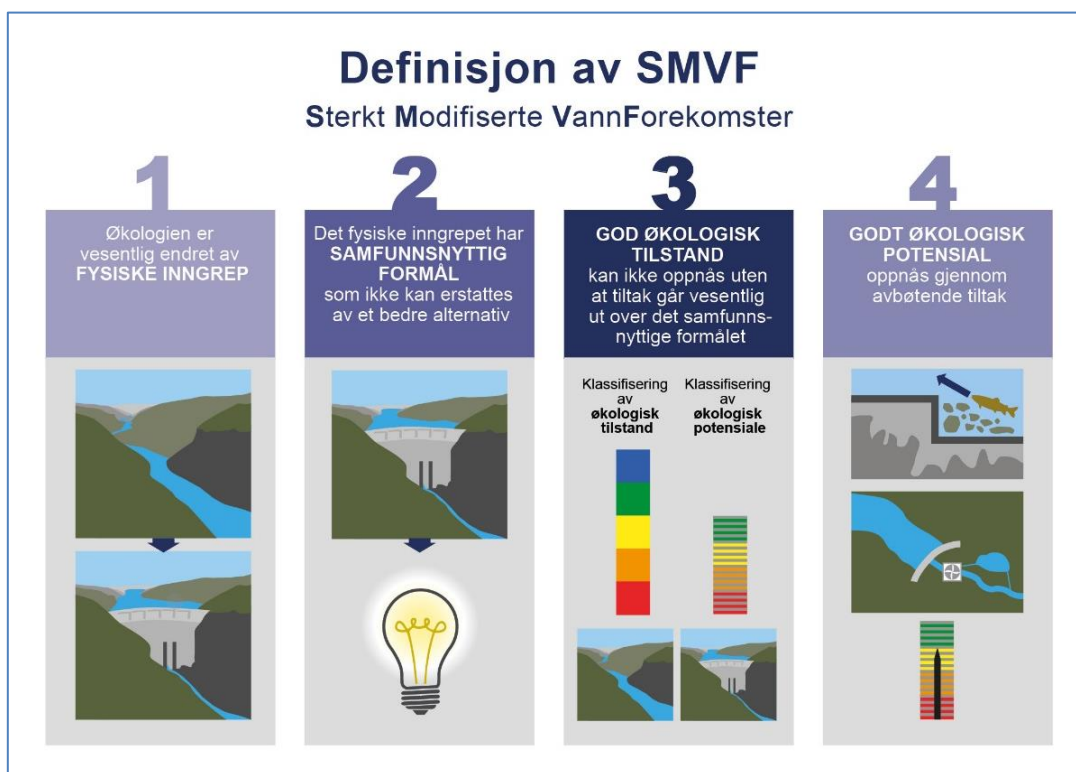 Definisjon av SMVF
Sterkt Modifiserte VannForekomster
1
Økologien er
vesentlig endret av
FYSISKE INNGREP
2
Det fysiske inngrepet har
SAMFUNNSNYTTIG
FORMÅL
som ikke kan erstattes
av et bedre alternativ
3
GOD ØKOLOGISK
TILSTAND
kan ikke oppnås uten
at tiltak går vesentlig
ut over det samfunns-
nyttige formålet
Klassifisering
av
økologisk
tilstand
Klassifisering
av
økologisk
potensiale
4
GODT ØKOLOGISK
POTENSIAL
oppnås gjennom
avbøtende tiltak